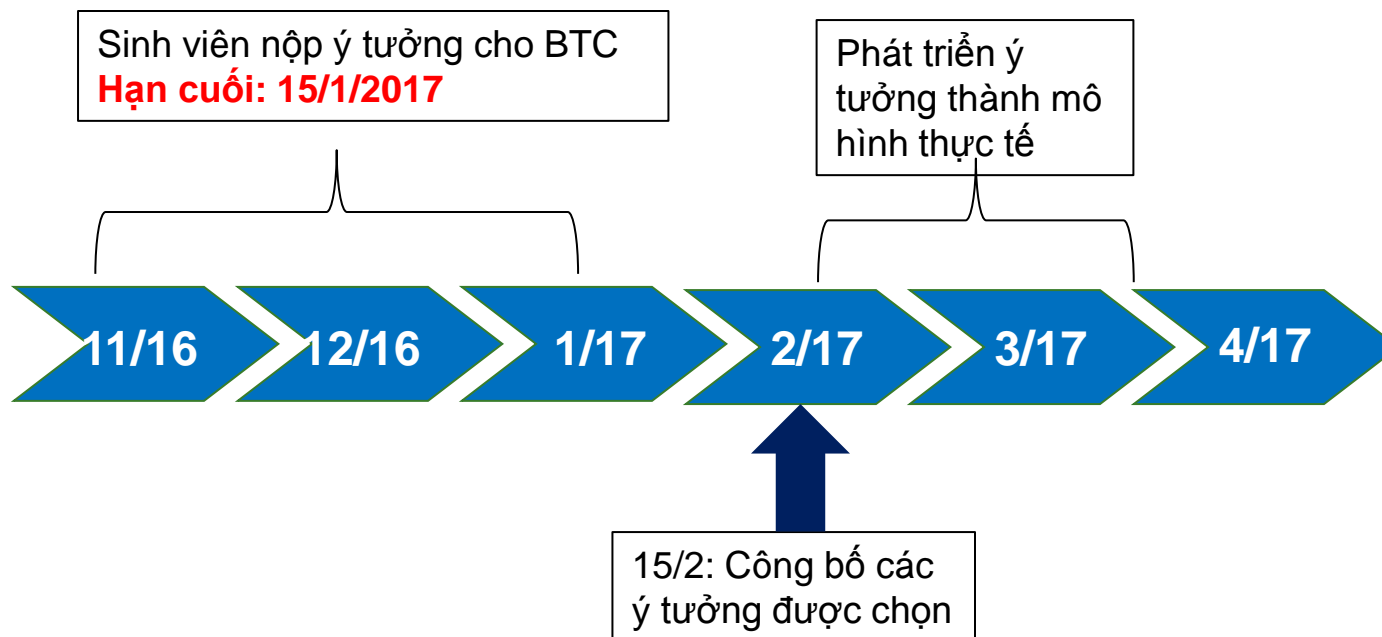 Sinh viên nộp ý tưởng cho BTC
Hạn cuối: 15/1/2017
Phát triển ý
tưởng thành mô
hình thực tế
11/16
12/16
1/17
2/17
3/17
4/17
15/2: Công bố các
ý tưởng được chọn